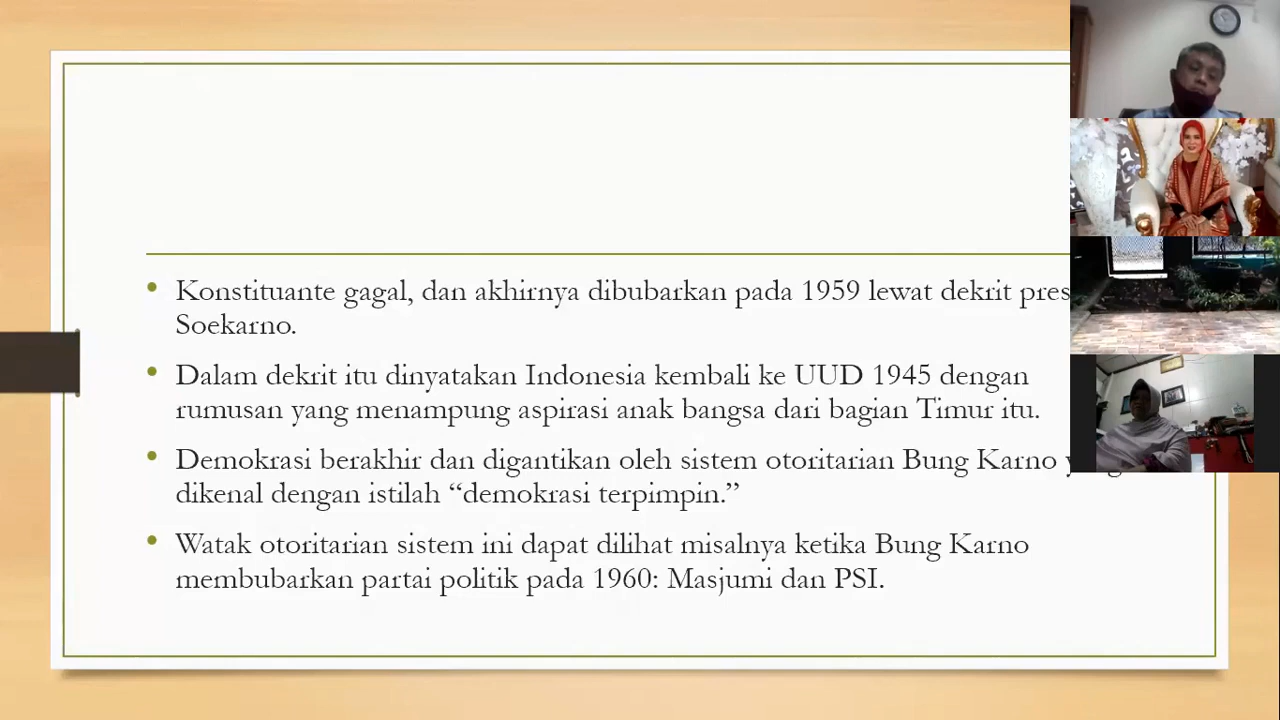 Konstituante gagal, dan akhirnya dibubarkan pada 1959 lewat dekrit pres
Soekarno.
Dalam dekrit itu dinyatakan Indonesia kembali ke UUD 1945 dengan
rumusan yang menampung aspirasi anak bangsa dari bagian Timur itu.
Demokrasi berakhir dan digantikan oleh sistem otoritarian Bung Karno
dikenal dengan istilah “demokrasi terpimpin.”
Watak otoritarian sistem ini dapat dilihat misalnya ketika Bung Karno
membubarkan partai politik pada 1960: Masjumi dan PSI.